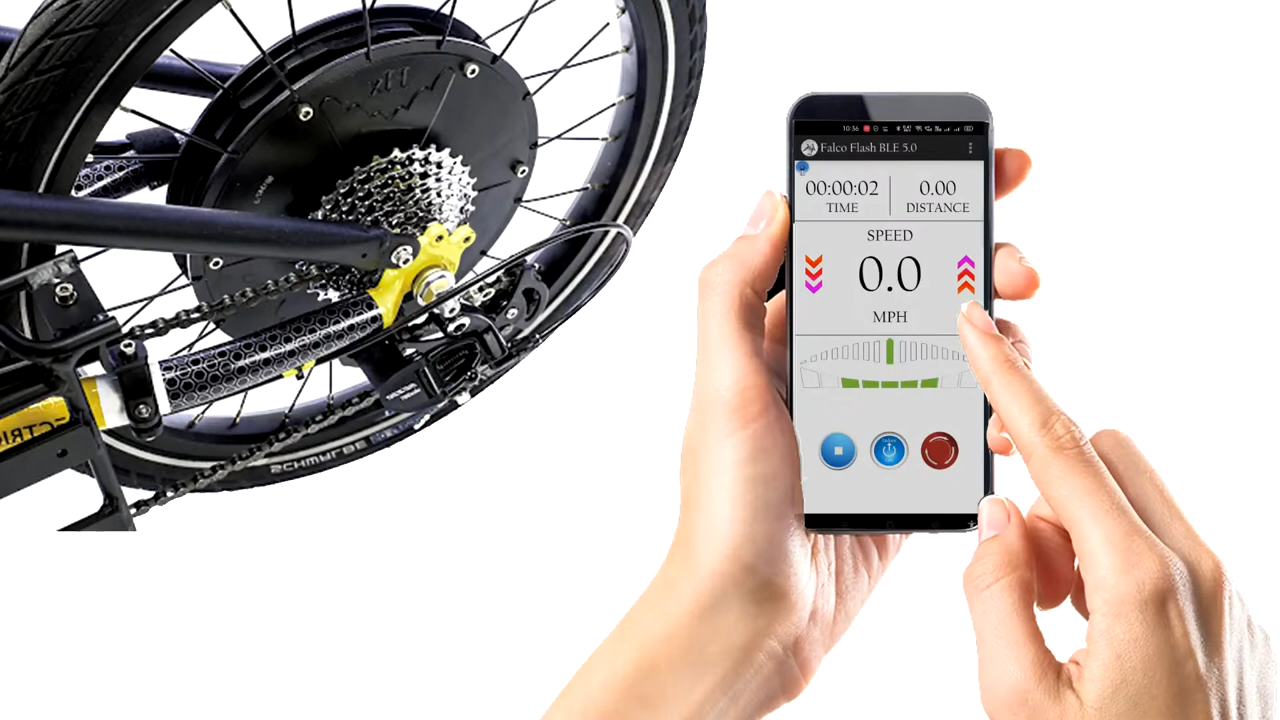 10:36
Falco Flash BLE 5.0
00:00:02
TIME
0.00
DISTANCE
SPEED
0.0
MPH
SCHWALBE